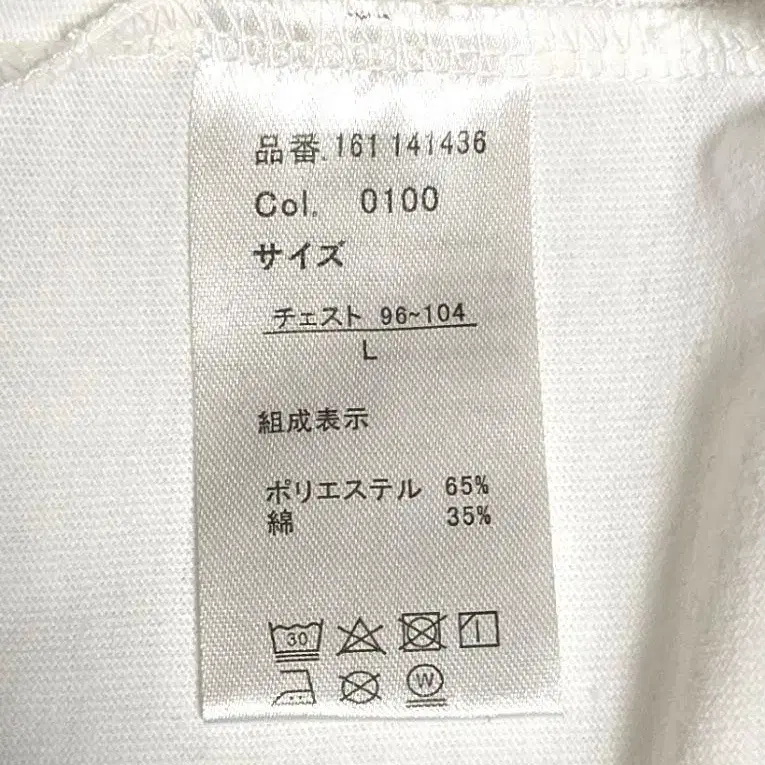 品番.161 141436
Col. 0100
サイズ
チェスト 96~104
L
組成表示
ポリエステル 65%
綿 35%
30
W